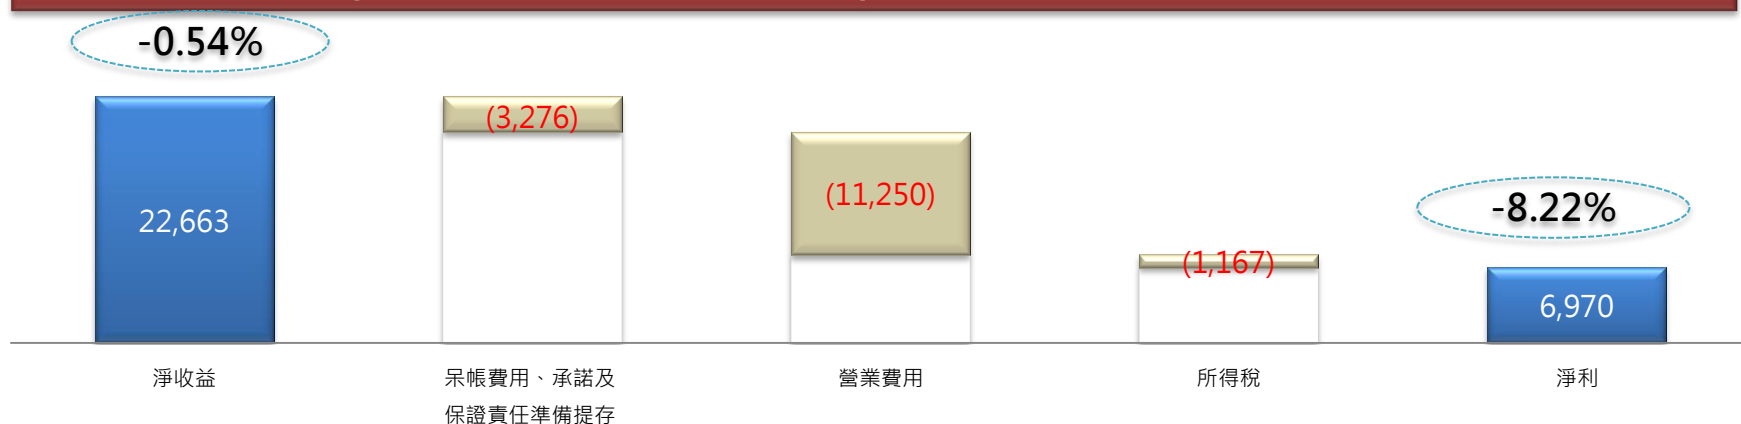 -0.54%
22,663
(3,276)
(11,250)
(1,167)
-8.22%
6,970
淨收益
呆帳費用、承諾及
保證責任準備提存
營業費用
所得稅
淨利